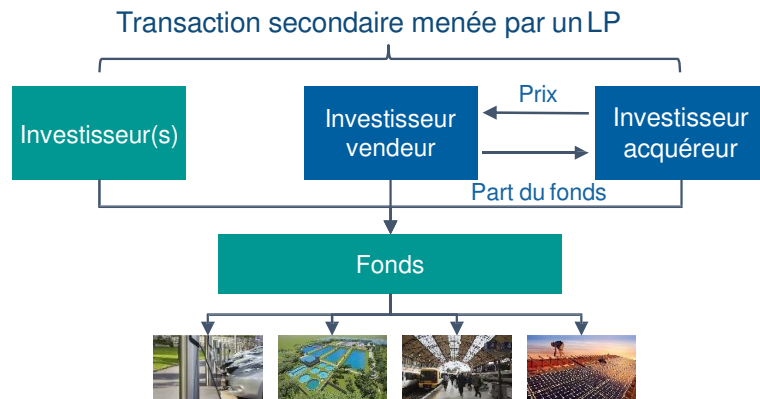 Transaction secondaire menée par un LP
Investisseur(s)
Investisseur
vendeur
Prix
Investisseur
acquéreur
Part du fonds
Fonds